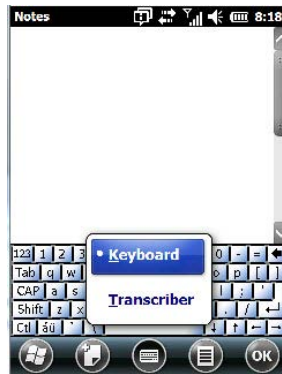 Notes 8:18
123 1 2 3 0 - =
Keyboard
Tab q w p [ ]
CAP a s ; '
Transcriber
Shift z x . /
Ctl áü ` \
OK